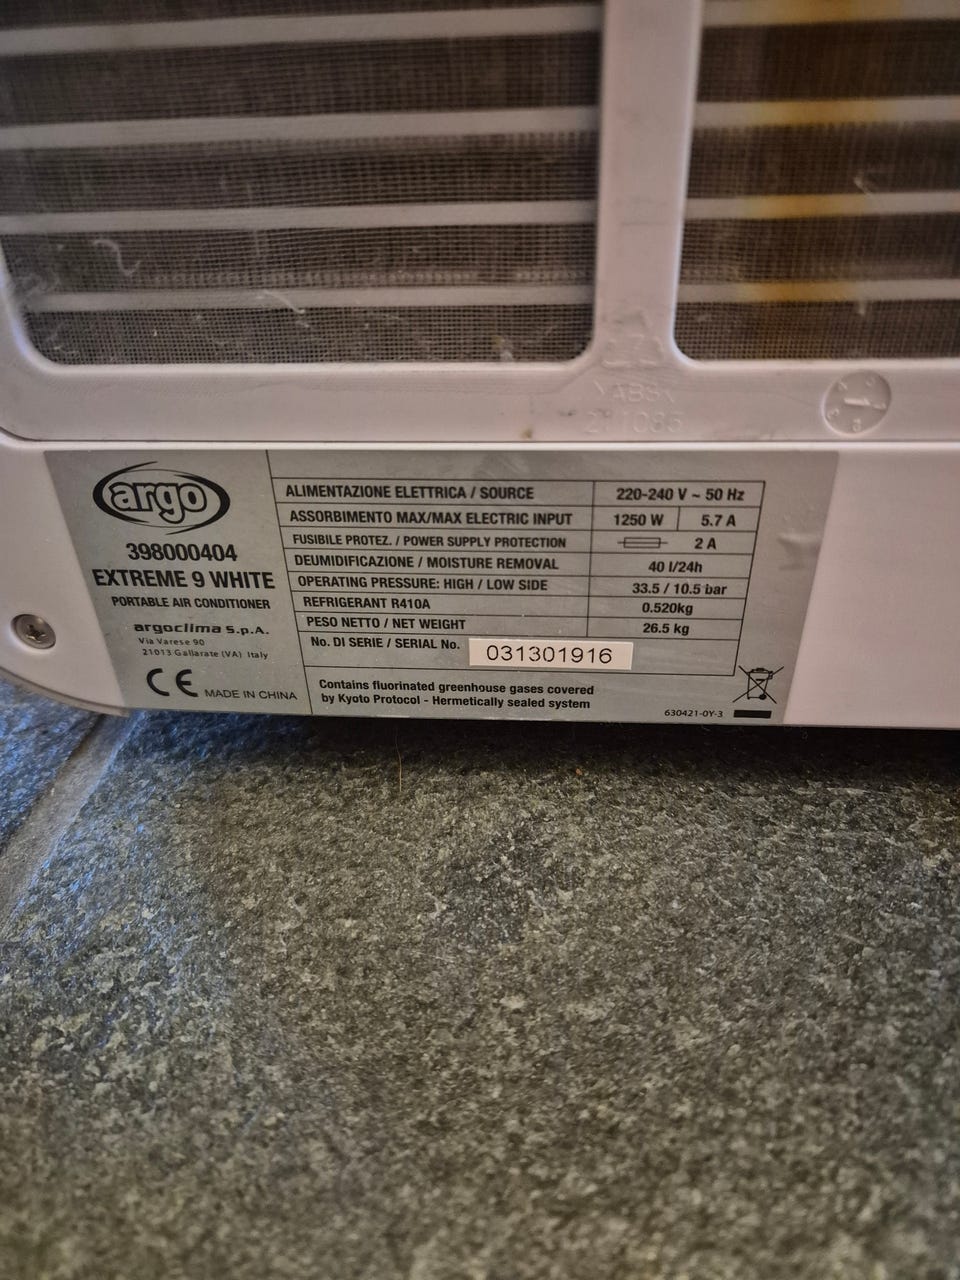 >ABS<
211085
argo
398000404
EXTREME 9 WHITE
PORTABLE AIR CONDITIONER
argoclima s.p.A.
Via Varese 90
21013 Gallarate (VA) Italy
CE MADE IN CHINA
ALIMENTAZIONE ELETTRICA / SOURCE 220-240 V ~ 50 Hz
ASSORBIMENTO MAX/MAX ELECTRIC INPUT 1250 W 5.7 A
FUSIBILE PROTEZ. / POWER SUPPLY PROTECTION 2 A
DEUMIDIFICAZIONE / MOISTURE REMOVAL 40 l/24h
OPERATING PRESSURE: HIGH / LOW SIDE 33.5 / 10.5 bar
REFRIGERANT R410A 0.520kg
PESO NETTO / NET WEIGHT 26.5 kg
No. DI SERIE / SERIAL No. 031301916
Contains fluorinated greenhouse gases covered
by Kyoto Protocol - Hermetically sealed system
630421-0Y-3